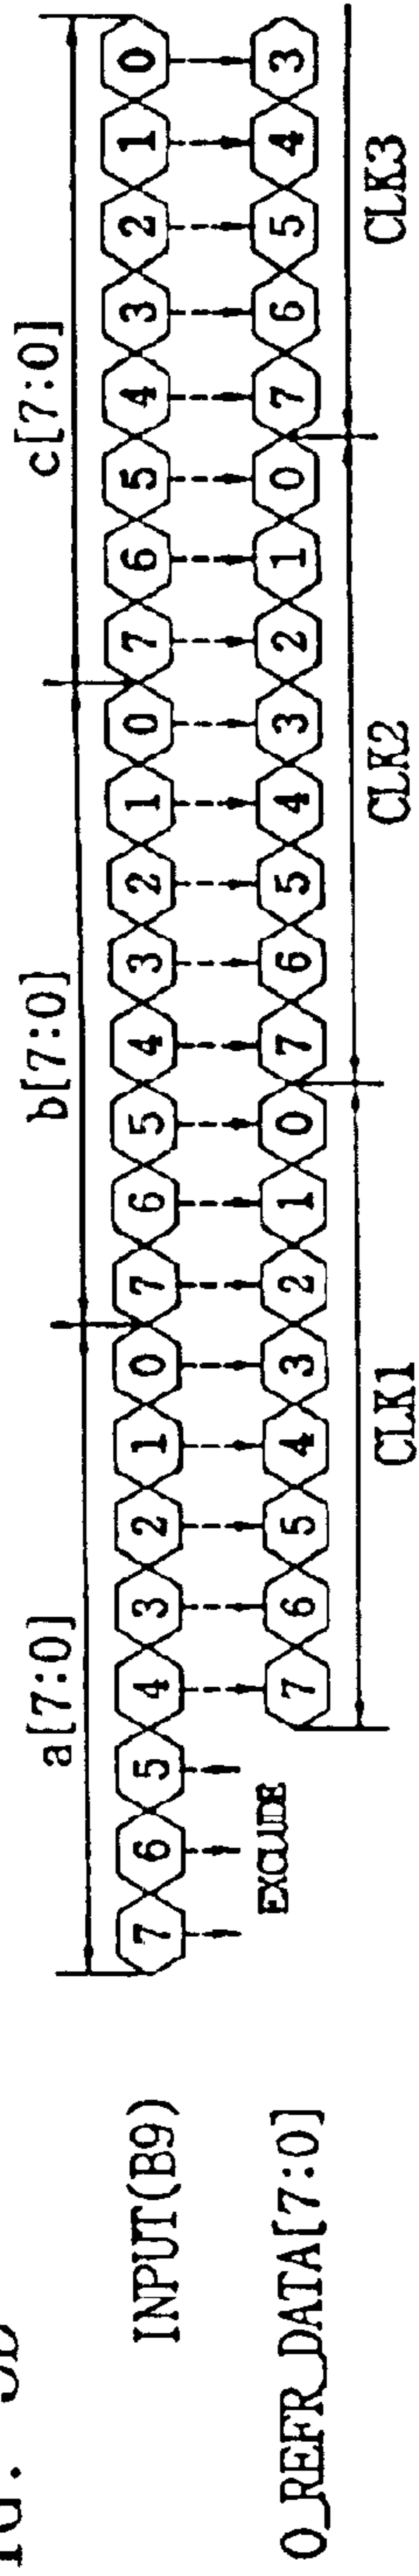 a[7:0] b[7:0] c[7:0]
INPUT(B9) 7 6 5 4 3 2 1 0 7 6 5 4 3 2 1 0 7 6 5 4 3 2 1 0
EXCLUDE
O_REFR_DATA[7:0] 7 6 5 4 3 2 1 0 7 6 5 4 3 2 1 0 7 6 5 4 3
CLK1 CLK2 CLK3